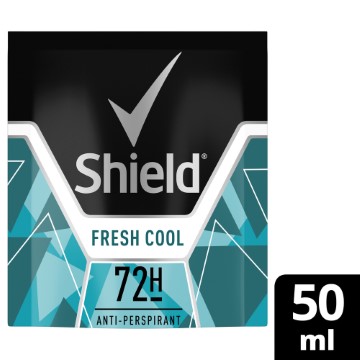 Shield®
FRESH COOL
72H
ANTI-PERSPIRANT
50
ml